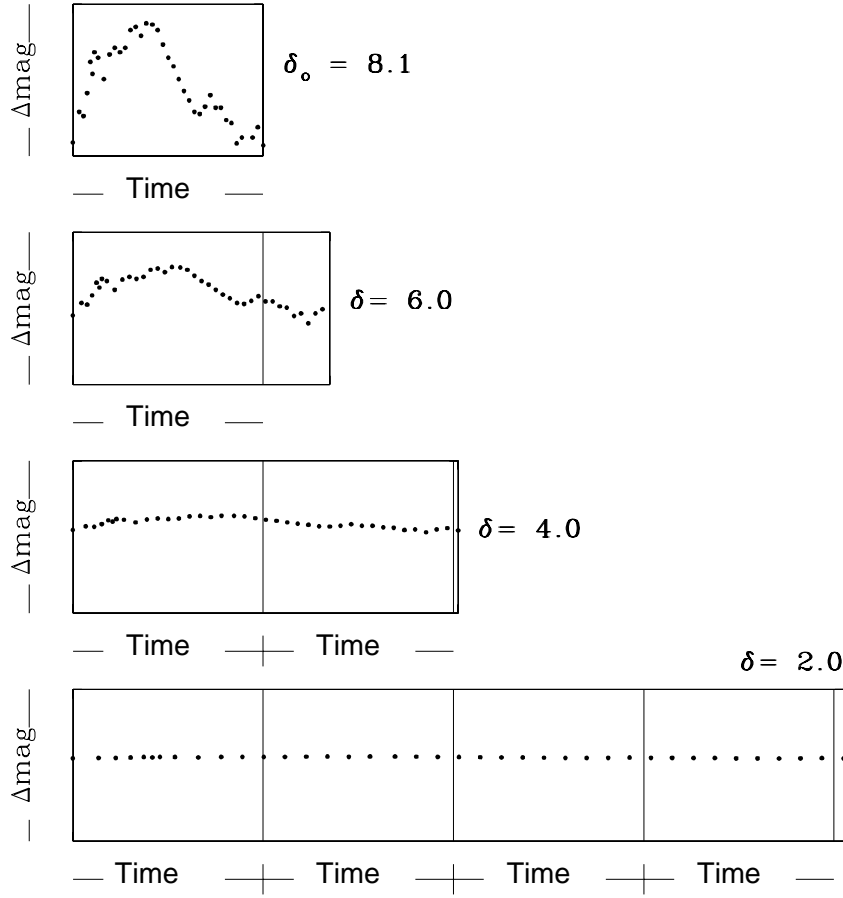 Δmag
δₒ = 8.1
Time
Δmag
δ= 6.0
Time
Δmag
δ= 4.0
Time Time
δ= 2.0
Δmag
Time Time Time Time